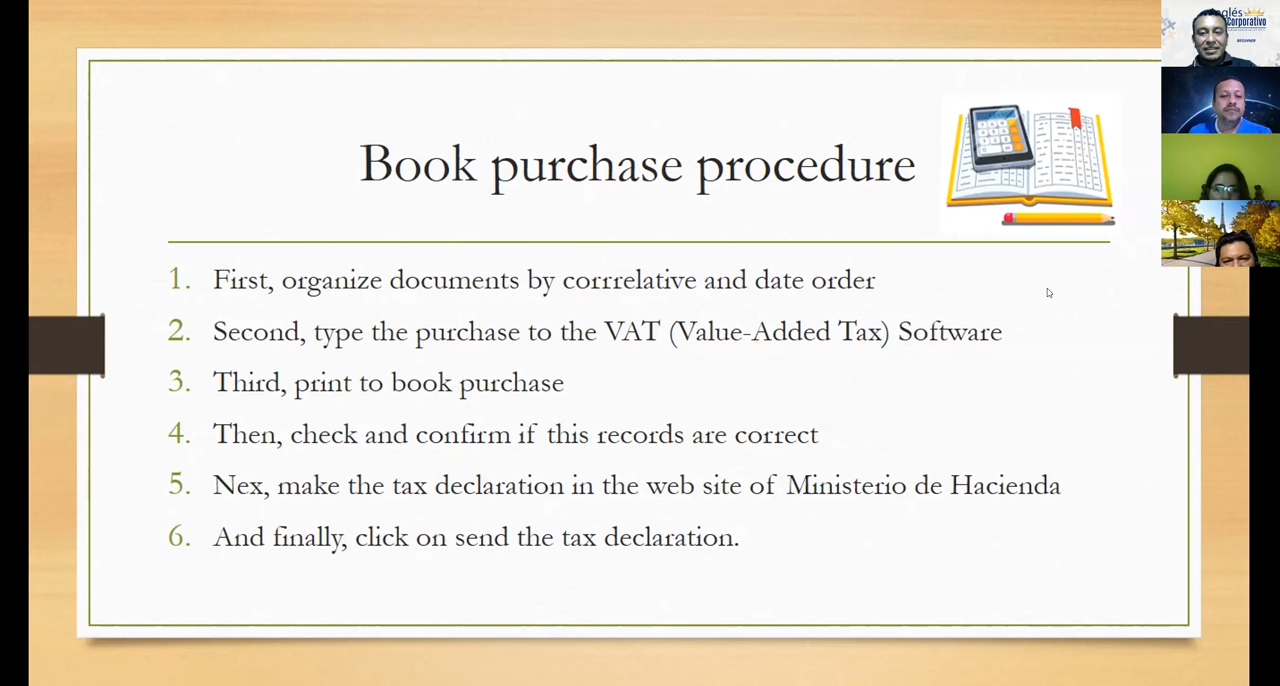 Book purchase procedure
1. First, organize documents by corrrelative and date order
2. Second, type the purchase to the VAT (Value-Added Tax) Software
3. Third, print to book purchase
4. Then, check and confirm if this records are correct
5. Nex, make the tax declaration in the web site of Ministerio de Hacienda
6. And finally, click on send the tax declaration.
BEGINNER